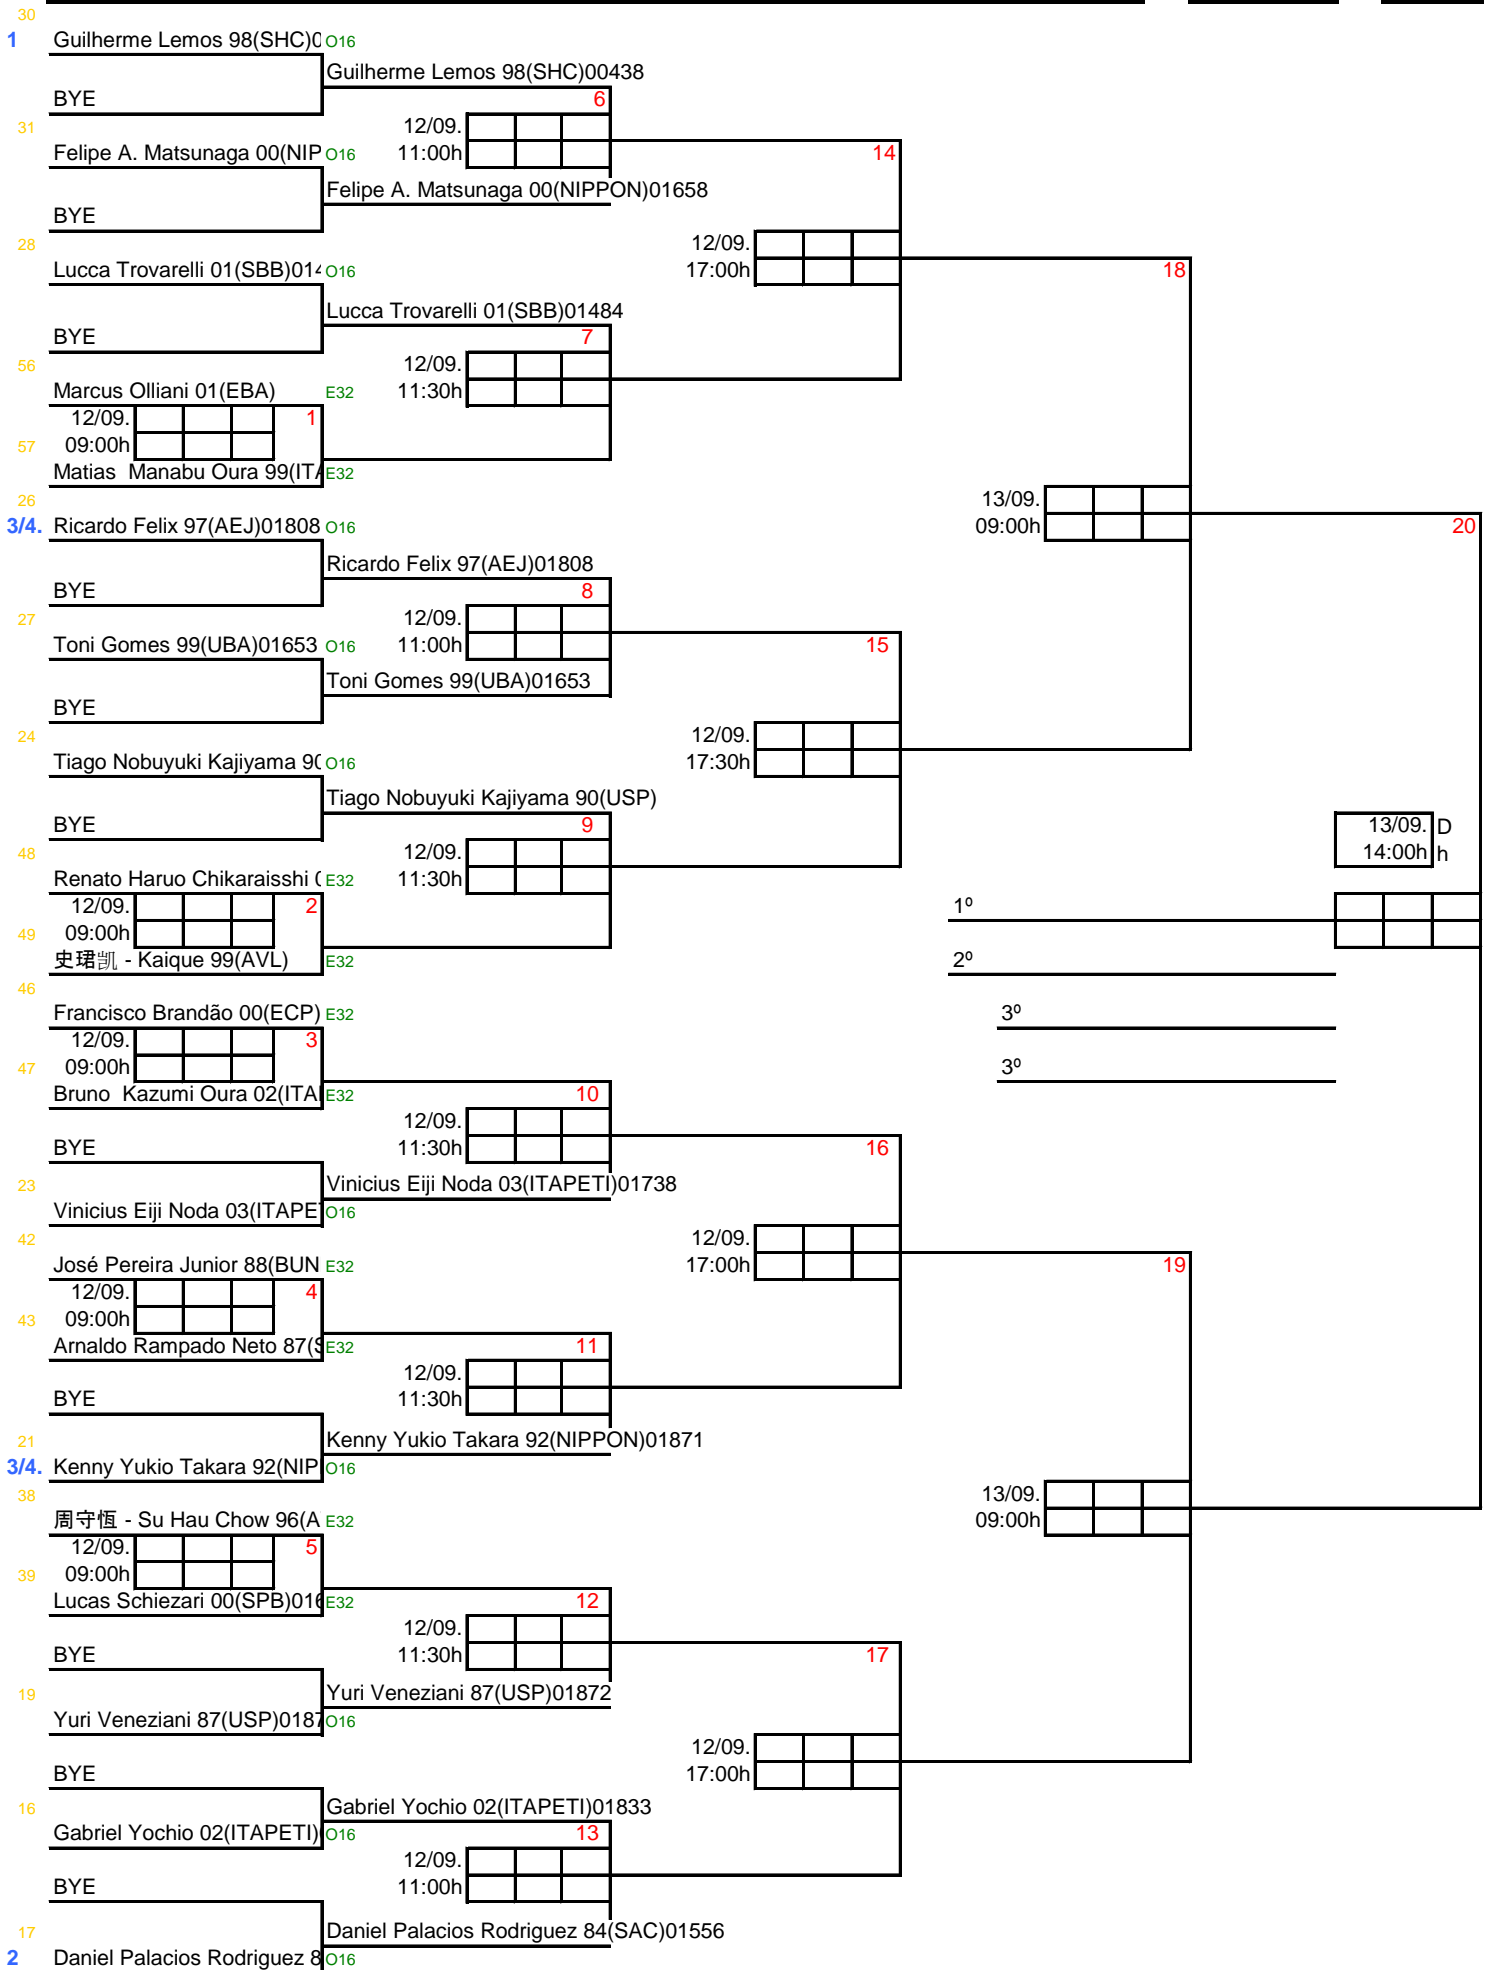 30
1 Guilherme Lemos 98(SHC)0 O16
Guilherme Lemos 98(SHC)00438
BYE 6
31 12/09.
Felipe A. Matsunaga 00(NIP O16 11:00h 14
Felipe A. Matsunaga 00(NIPPON)01658
BYE
28 12/09.
Lucca Trovarelli 01(SBB)014 O16 17:00h 18
Lucca Trovarelli 01(SBB)01484
BYE 7
56 12/09.
Marcus Olliani 01(EBA) E32 11:30h
12/09. 1
57 09:00h
Matias Manabu Oura 99(ITA E32
26 13/09.
3/4. Ricardo Felix 97(AEJ)01808 O16 09:00h 20
Ricardo Felix 97(AEJ)01808
BYE 8
27 12/09.
Toni Gomes 99(UBA)01653 O16 11:00h 15
Toni Gomes 99(UBA)01653
BYE
24 12/09.
Tiago Nobuyuki Kajiyama 90 O16 17:30h
Tiago Nobuyuki Kajiyama 90(USP)
BYE 9 13/09. D
48 12/09. 14:00h h
Renato Haruo Chikaraisshi ( E32 11:30h
12/09. 2 1º
49 09:00h
史珺凯 - Kaique 99(AVL) E32 2º
46
Francisco Brandão 00(ECP) E32 3º
12/09. 3
47 09:00h 3º
Bruno Kazumi Oura 02(ITAI E32 10
12/09.
BYE 11:30h 16
23 Vinicius Eiji Noda 03(ITAPETI)01738
Vinicius Eiji Noda 03(ITAPE O16
42 12/09.
José Pereira Junior 88(BUN E32 17:00h 19
12/09. 4
43 09:00h
Arnaldo Rampado Neto 87(S E32 11
12/09.
BYE 11:30h
21 Kenny Yukio Takara 92(NIPPON)01871
3/4. Kenny Yukio Takara 92(NIP O16
38 13/09.
周守恆 - Su Hau Chow 96(A E32 09:00h
12/09. 5
39 09:00h
Lucas Schiezari 00(SPB)016 E32 12
12/09.
BYE 11:30h 17
19 Yuri Veneziani 87(USP)01872
Yuri Veneziani 87(USP)0187 O16
12/09.
BYE 17:00h
16 Gabriel Yochio 02(ITAPETI)01833
Gabriel Yochio 02(ITAPETI) O16 13
12/09.
BYE 11:00h
17 Daniel Palacios Rodriguez 84(SAC)01556
2 Daniel Palacios Rodriguez 8 O16